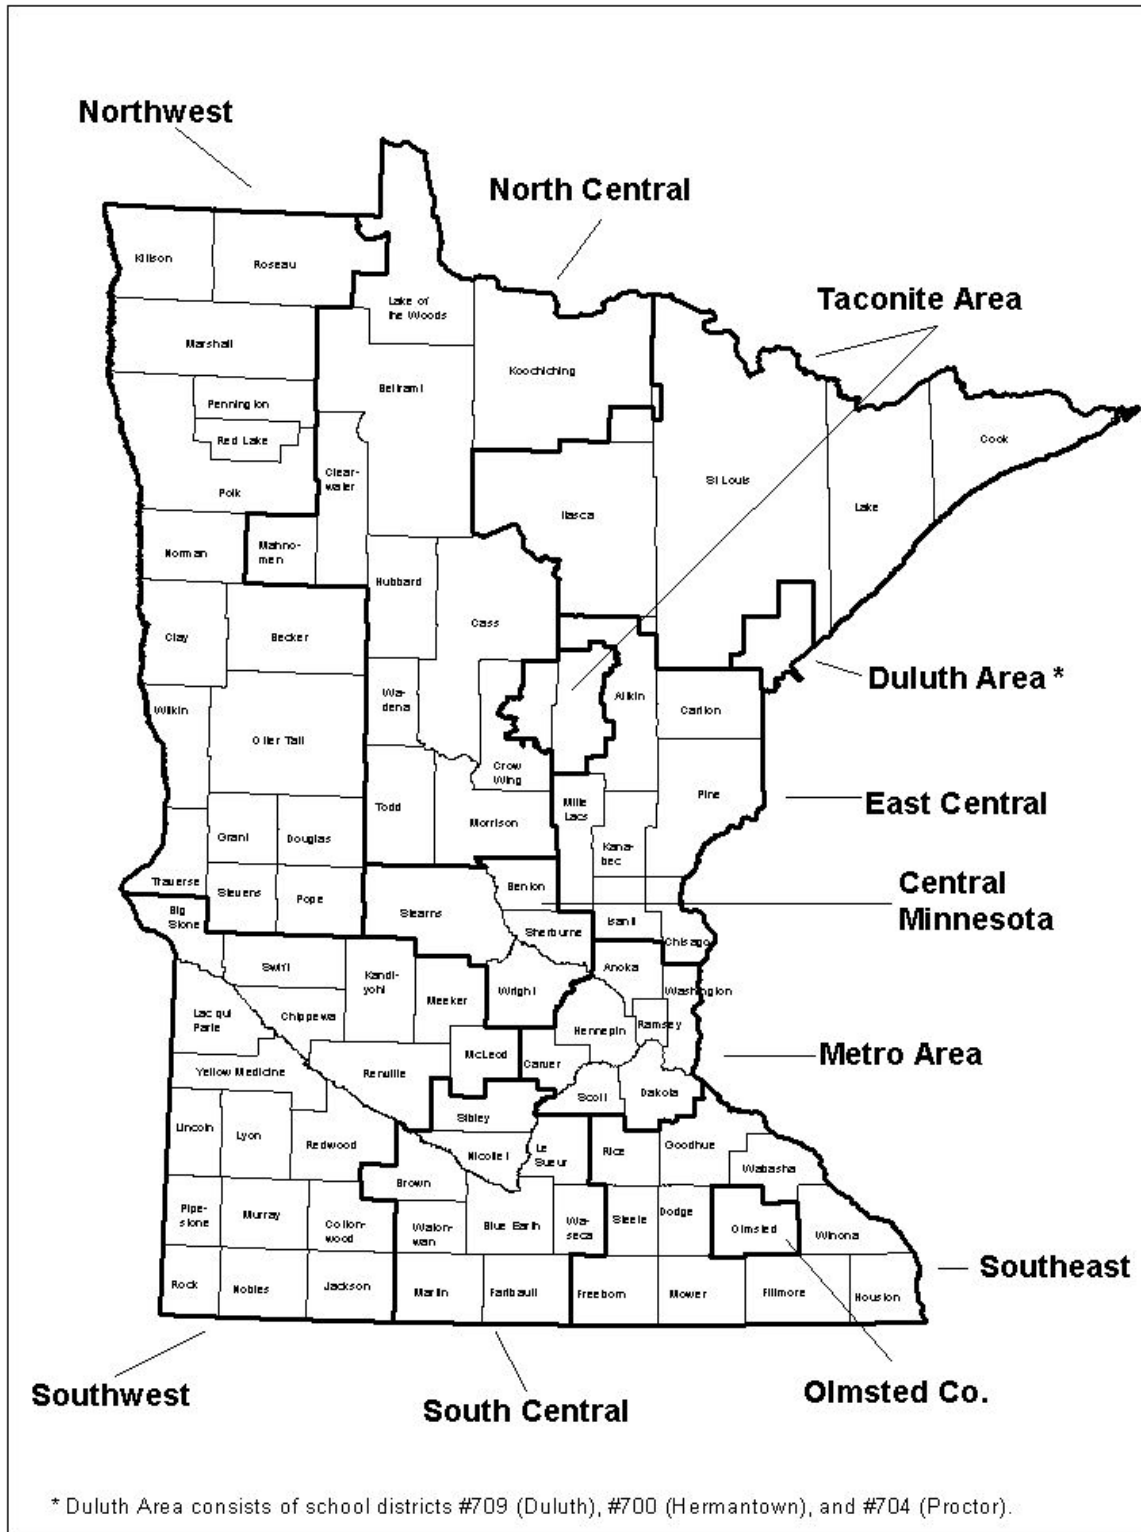 Northwest
North Central
Kittson
Roseau
Taconite Area
Lake of
the Woods
Marshall
Koochiching
Beltrami
Pennington
Red Lake
Cook
Clear-
water
St Louis
Polk
Lake
Itasca
Norman
Mahno-
men
Hubbard
Cass
Clay
Becker
Duluth Area *
Wa-
dena
Aitkin
Carlton
Wilkin
Otter Tail
Crow
Wing
Pine
East Central
Todd
Mille
Lacs
Morrison
Grant
Douglas
Kana-
bec
Traverse
Stevens
Pope
Benton
Central
Minnesota
Big
Stone
Stearns
Isanti
Sherburne
Chisago
Swift
Kandi-
yohi
Anoka
Wright
Washington
Meeker
Lac qui
Parle
Chippewa
Hennepin
Ramsey
McLeod
Carver
Metro Area
Yellow Medicine
Renville
Scott
Dakota
Sibley
Lincoln
Lyon
Redwood
Nicollet
Le
Sueur
Rice
Goodhue
Wabasha
Brown
Pipe-
stone
Murray
Cotton-
wood
Waton-
wan
Blue Earth
Wa-
seca
Steele
Dodge
Olmsted
Winona
Southeast
Rock
Nobles
Jackson
Martin
Faribault
Freeborn
Mower
Fillmore
Houston
Southwest
South Central
Olmsted Co.
* Duluth Area consists of school districts #709 (Duluth), #700 (Hermantown), and #704 (Proctor).